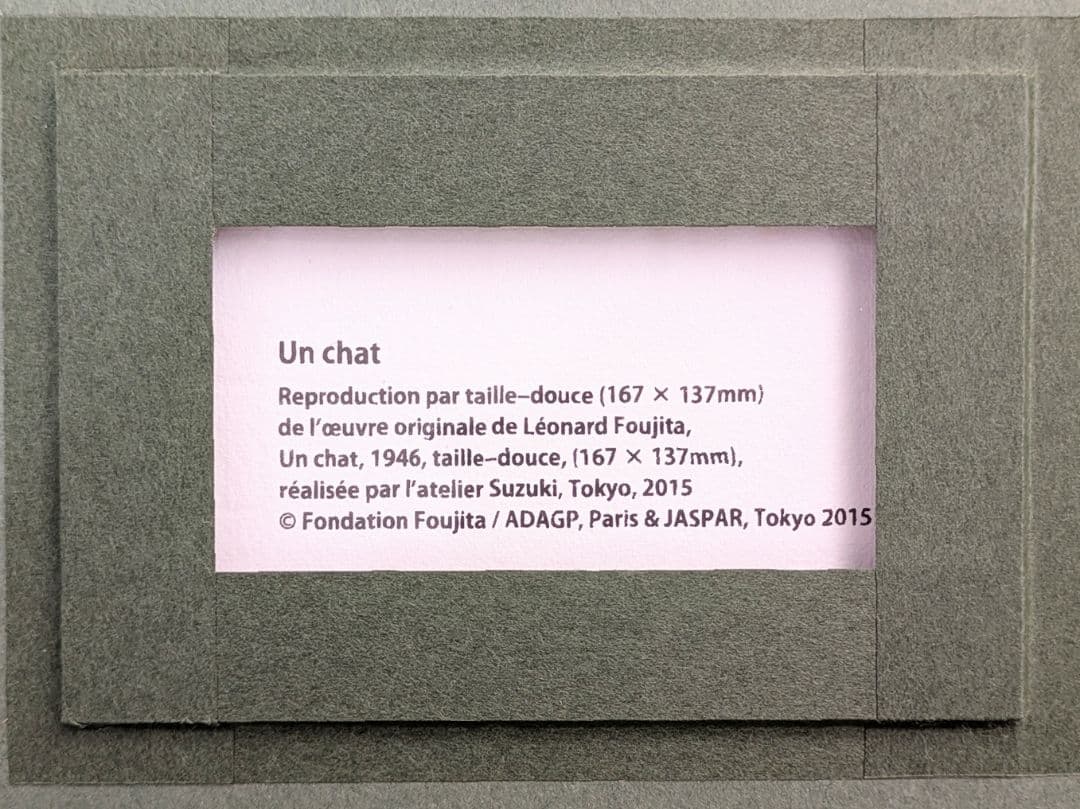 Un chat
Reproduction par taille-douce (167 × 137mm)
de l'œuvre originale de Léonard Foujita,
Un chat, 1946, taille-douce, (167 × 137mm),
réalisée par l'atelier Suzuki, Tokyo, 2015
© Fondation Foujita / ADAGP, Paris & JASPAR, Tokyo 2015